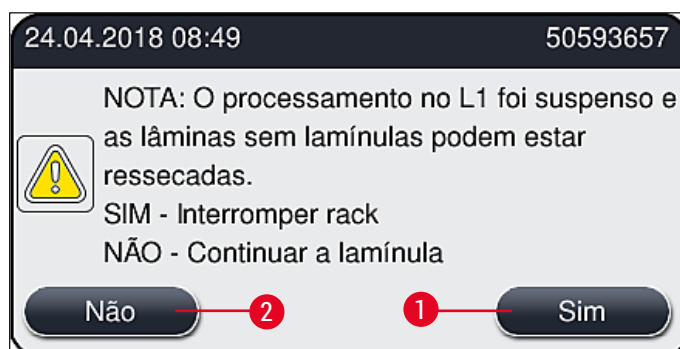 24.04.2018 08:49 50593657
NOTA: O processamento no L1 foi suspenso e
as lâminas sem lamínulas podem estar
ressecadas.
SIM - Interromper rack
NÃO - Continuar a lamínula
Não 2 1 Sim